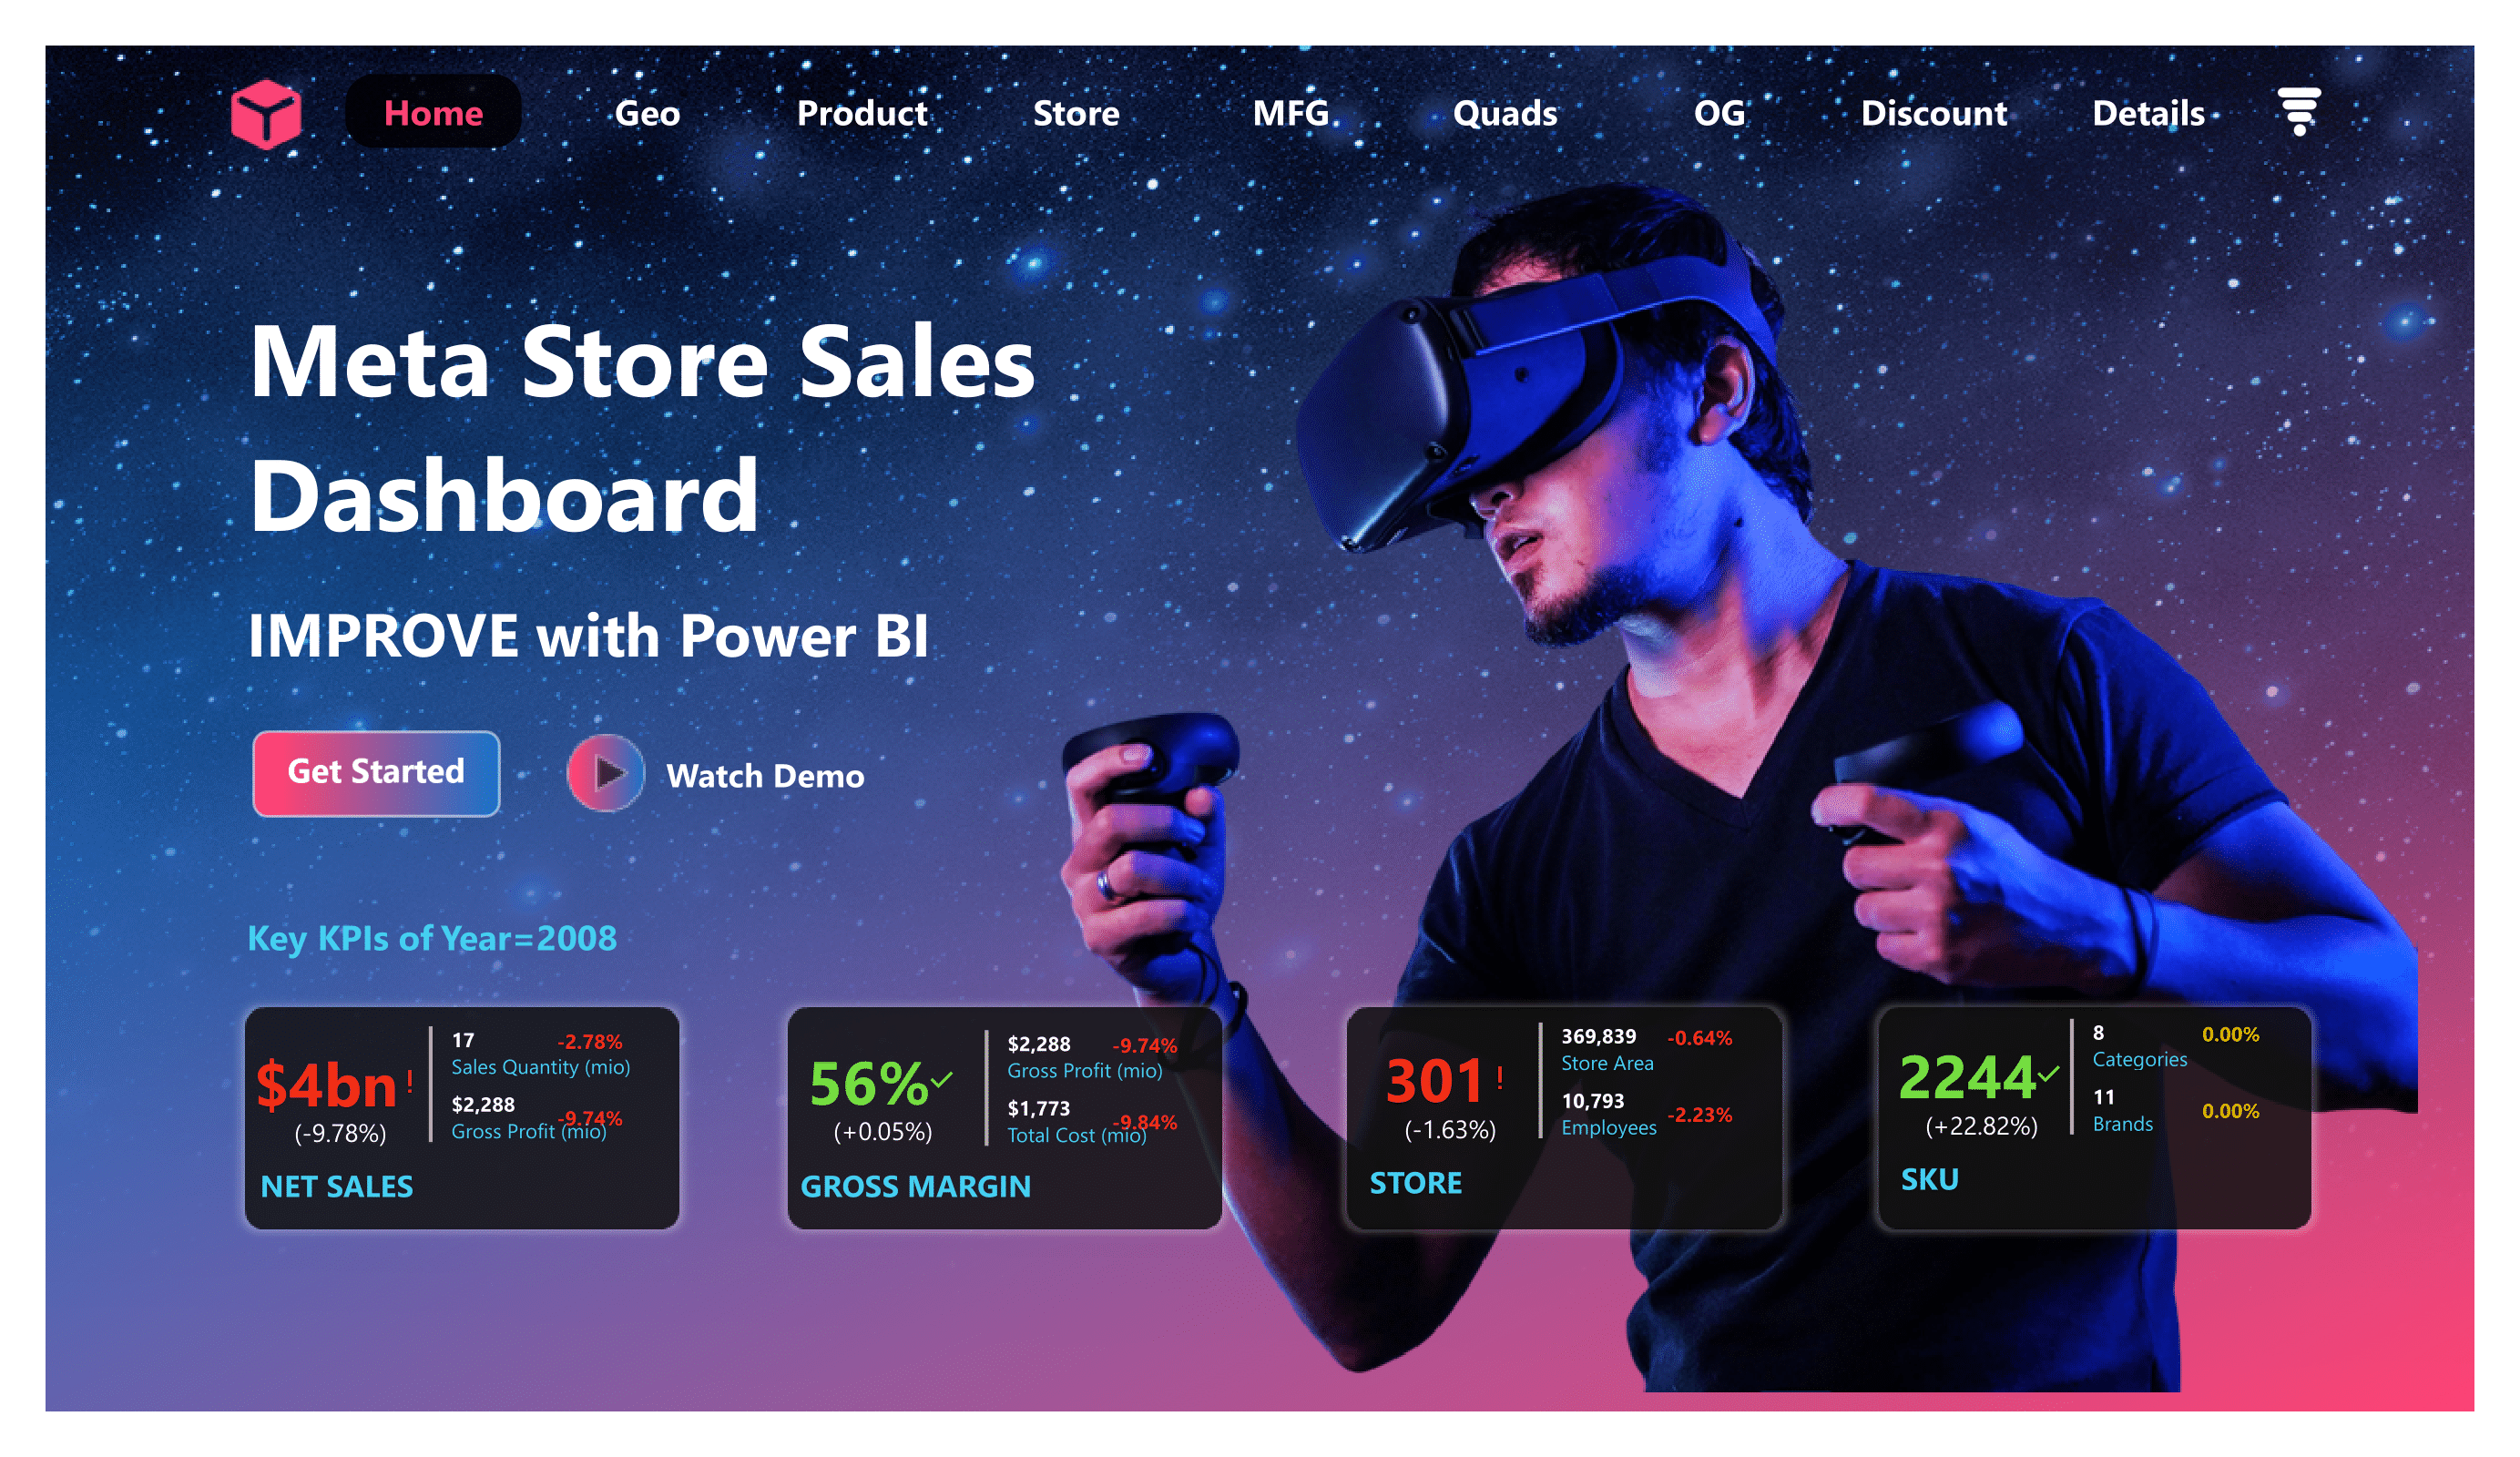 Home
Geo
Product
Store
MFG
Quads
OG
Discount
Details
Meta Store Sales
Dashboard
IMPROVE with Power BI
Get Started
Watch Demo
Key KPIs of Year=2008
$4bn!
(-9.78%)
17 -2.78%
Sales Quantity (mio)
$2,288 -9.74%
Gross Profit (mio)
NET SALES
56%
(+0.05%)
$2,288 -9.74%
Gross Profit (mio)
$1,773 -9.84%
Total Cost (mio)
GROSS MARGIN
301!
(-1.63%)
369,839 -0.64%
Store Area
10,793 -2.23%
Employees
STORE
2244
(+22.82%)
8 0.00%
Categories
11 0.00%
Brands
SKU